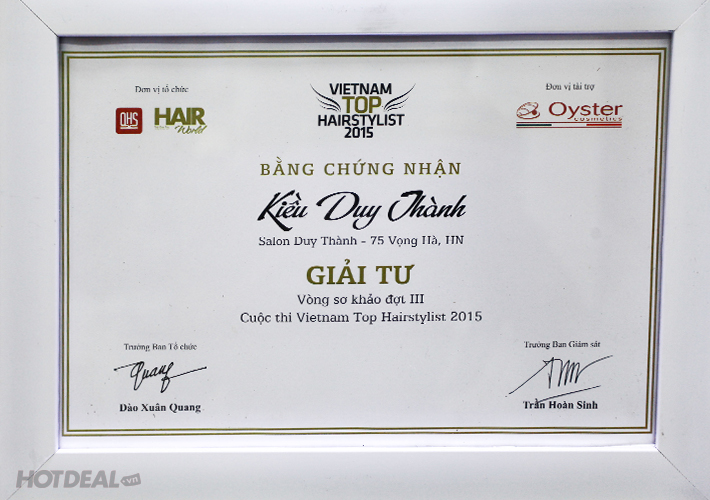 Đơn vị tổ chức
QHS HAIR World
VIETNAM
TOP
HAIRSTYLIST
2015
Đơn vị tài trợ
Oyster
cosmetics
BẰNG CHỨNG NHẬN
Kiều Duy Thành
Salon Duy Thành - 75 Vọng Hà, HN
GIẢI TƯ
Vòng sơ khảo đợt III
Cuộc thi Vietnam Top Hairstylist 2015
Trưởng Ban Tổ chức
Quang
Đào Xuân Quang
Trưởng Ban Giám sát
Trần Hoàn Sinh
HOTDEAL.vn